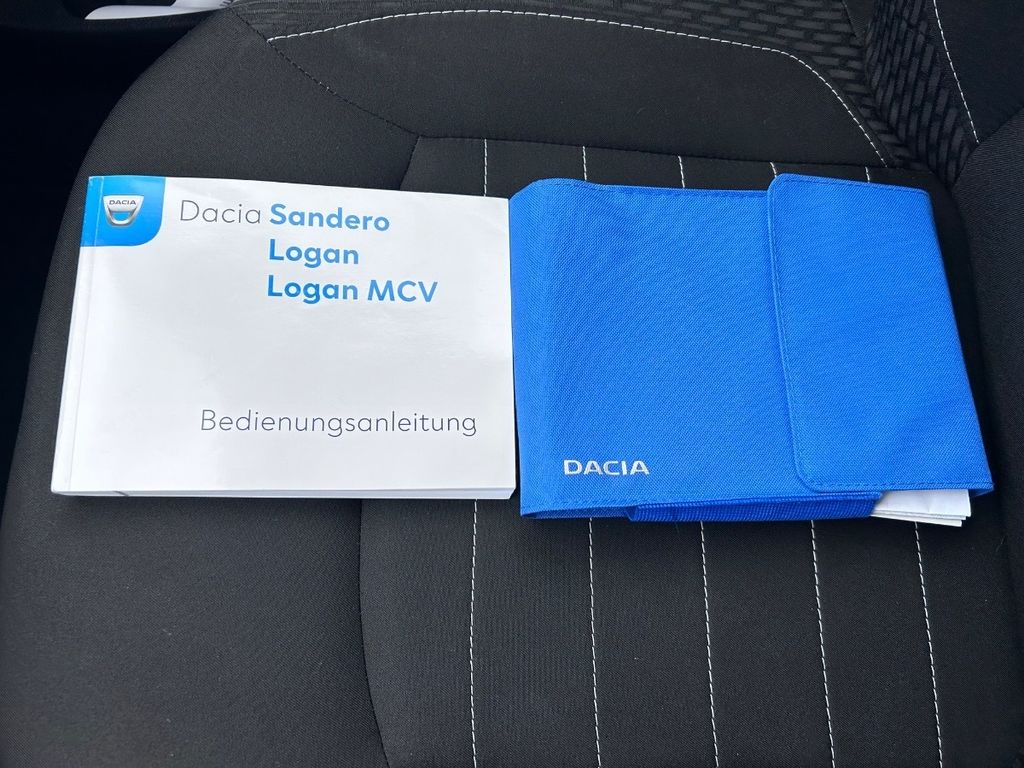 DACIA
Dacia Sandero
Logan
Logan MCV
Bedienungsanleitung
DACIA